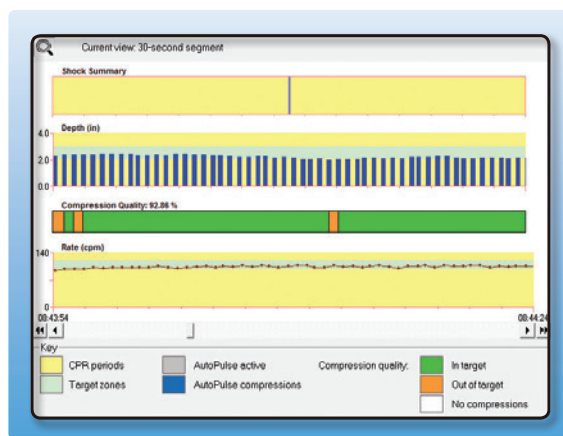 Current view: 30-second segment
Shock Summary
Depth (in)
4.0
2.0
0.0
Compression Quality: 92.86 %
Rate (cpm)
140
0
08:43:54 08:44:24
Key
CPR periods AutoPulse active Compression quality: In target
Target zones AutoPulse compressions Out of target
No compressions